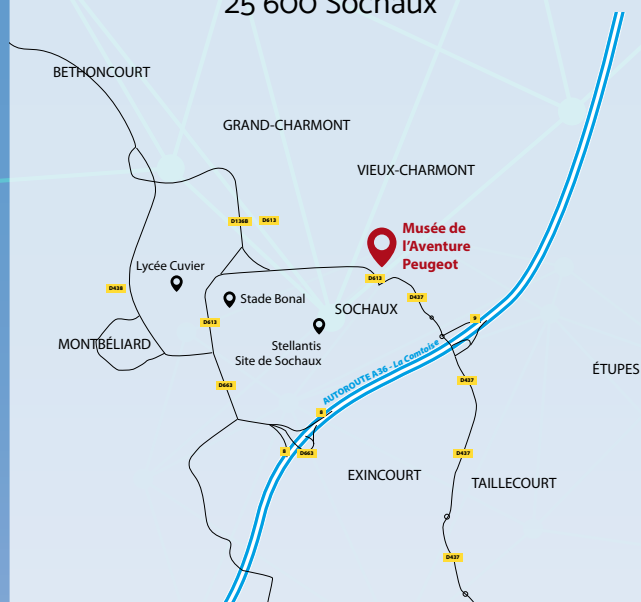 25 600 Sochaux
BETHONCOURT
GRAND-CHARMONT
VIEUX-CHARMONT
D136B
D613
Musée de
l'Aventure
Peugeot
Lycée Cuvier
D613
D438
Stade Bonal
D437
SOCHAUX
D613
9
MONTBÉLIARD
Stellantis
Site de Sochaux
AUTOROUTE A36 - La Comtoise
ÉTUPES
D663
D437
8
8
D663
D437
EXINCOURT
TAILLECOURT
D437